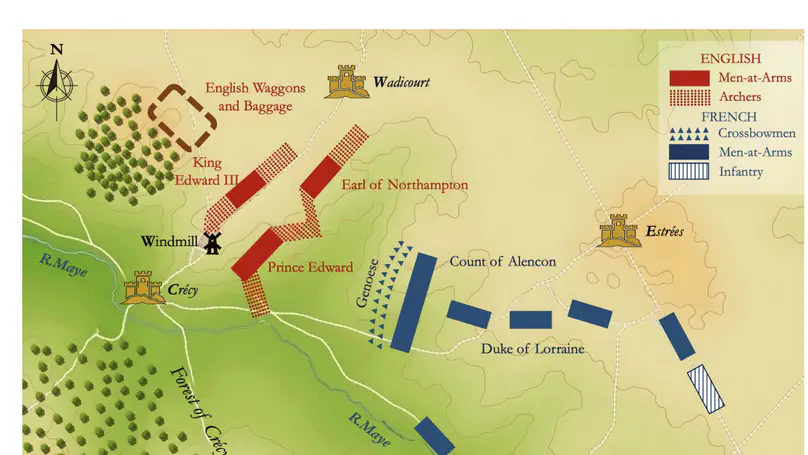 N
English Waggons
and Baggage
Wadicourt
ENGLISH
Men-at-Arms
Archers
FRENCH
Crossbowmen
Men-at-Arms
Infantry
King
Edward III
Earl of Northampton
Windmill
Estrées
R.Maye
Prince Edward
Count of Alencon
Genoese
Crécy
Duke of Lorraine
Forest of Crécy
R.Maye